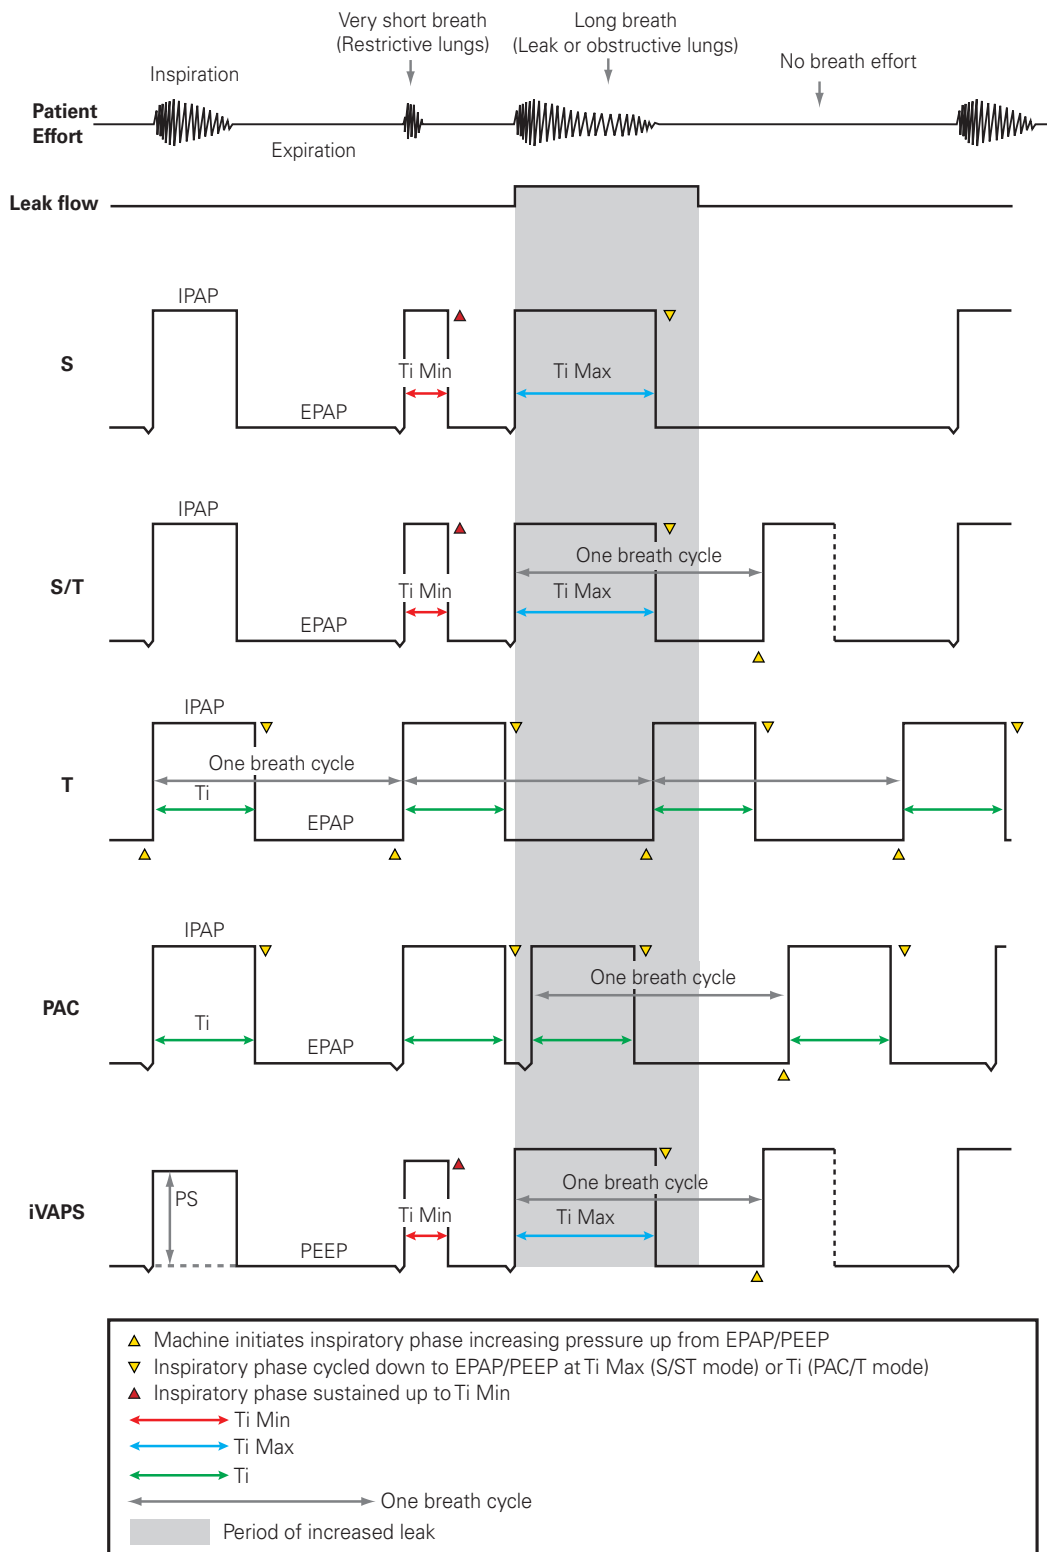 Very short breath
(Restrictive lungs)
Long breath
(Leak or obstructive lungs)
No breath effort
Inspiration
Patient
Effort
Expiration
Leak flow
IPAP
S
Ti Min
Ti Max
EPAP
IPAP
One breath cycle
S/T
Ti Min
Ti Max
EPAP
IPAP
One breath cycle
T
Ti
EPAP
IPAP
One breath cycle
PAC
Ti
EPAP
One breath cycle
PS
iVAPS
Ti Min
Ti Max
PEEP
Machine initiates inspiratory phase increasing pressure up from EPAP/PEEP
Inspiratory phase cycled down to EPAP/PEEP at Ti Max (S/ST mode) or Ti (PAC/T mode)
Inspiratory phase sustained up to Ti Min
Ti Min
Ti Max
Ti
One breath cycle
Period of increased leak